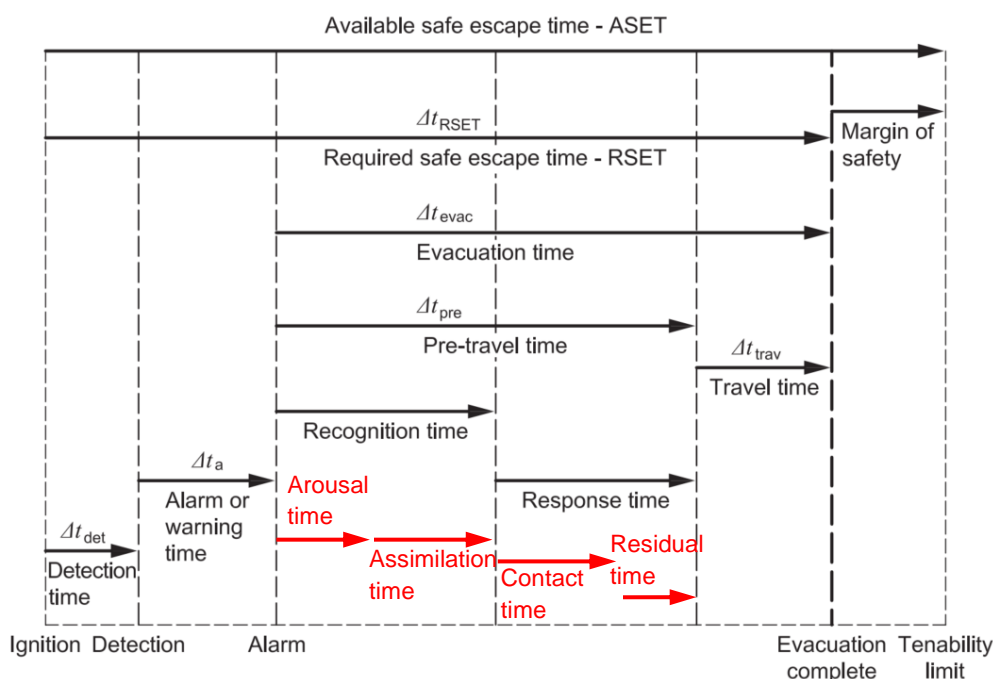 Available safe escape time - ASET
Δt RSET
Required safe escape time - RSET
Margin of
safety
Δt evac
Evacuation time
Δt pre
Pre-travel time
Δt trav
Travel time
Recognition time
Δt a
Alarm or
warning
time
Arousal
time
Response time
Δt det
Detection
time
Assimilation
time
Contact
time
Residual
time
Ignition
Detection
Alarm
Evacuation
complete
Tenability
limit